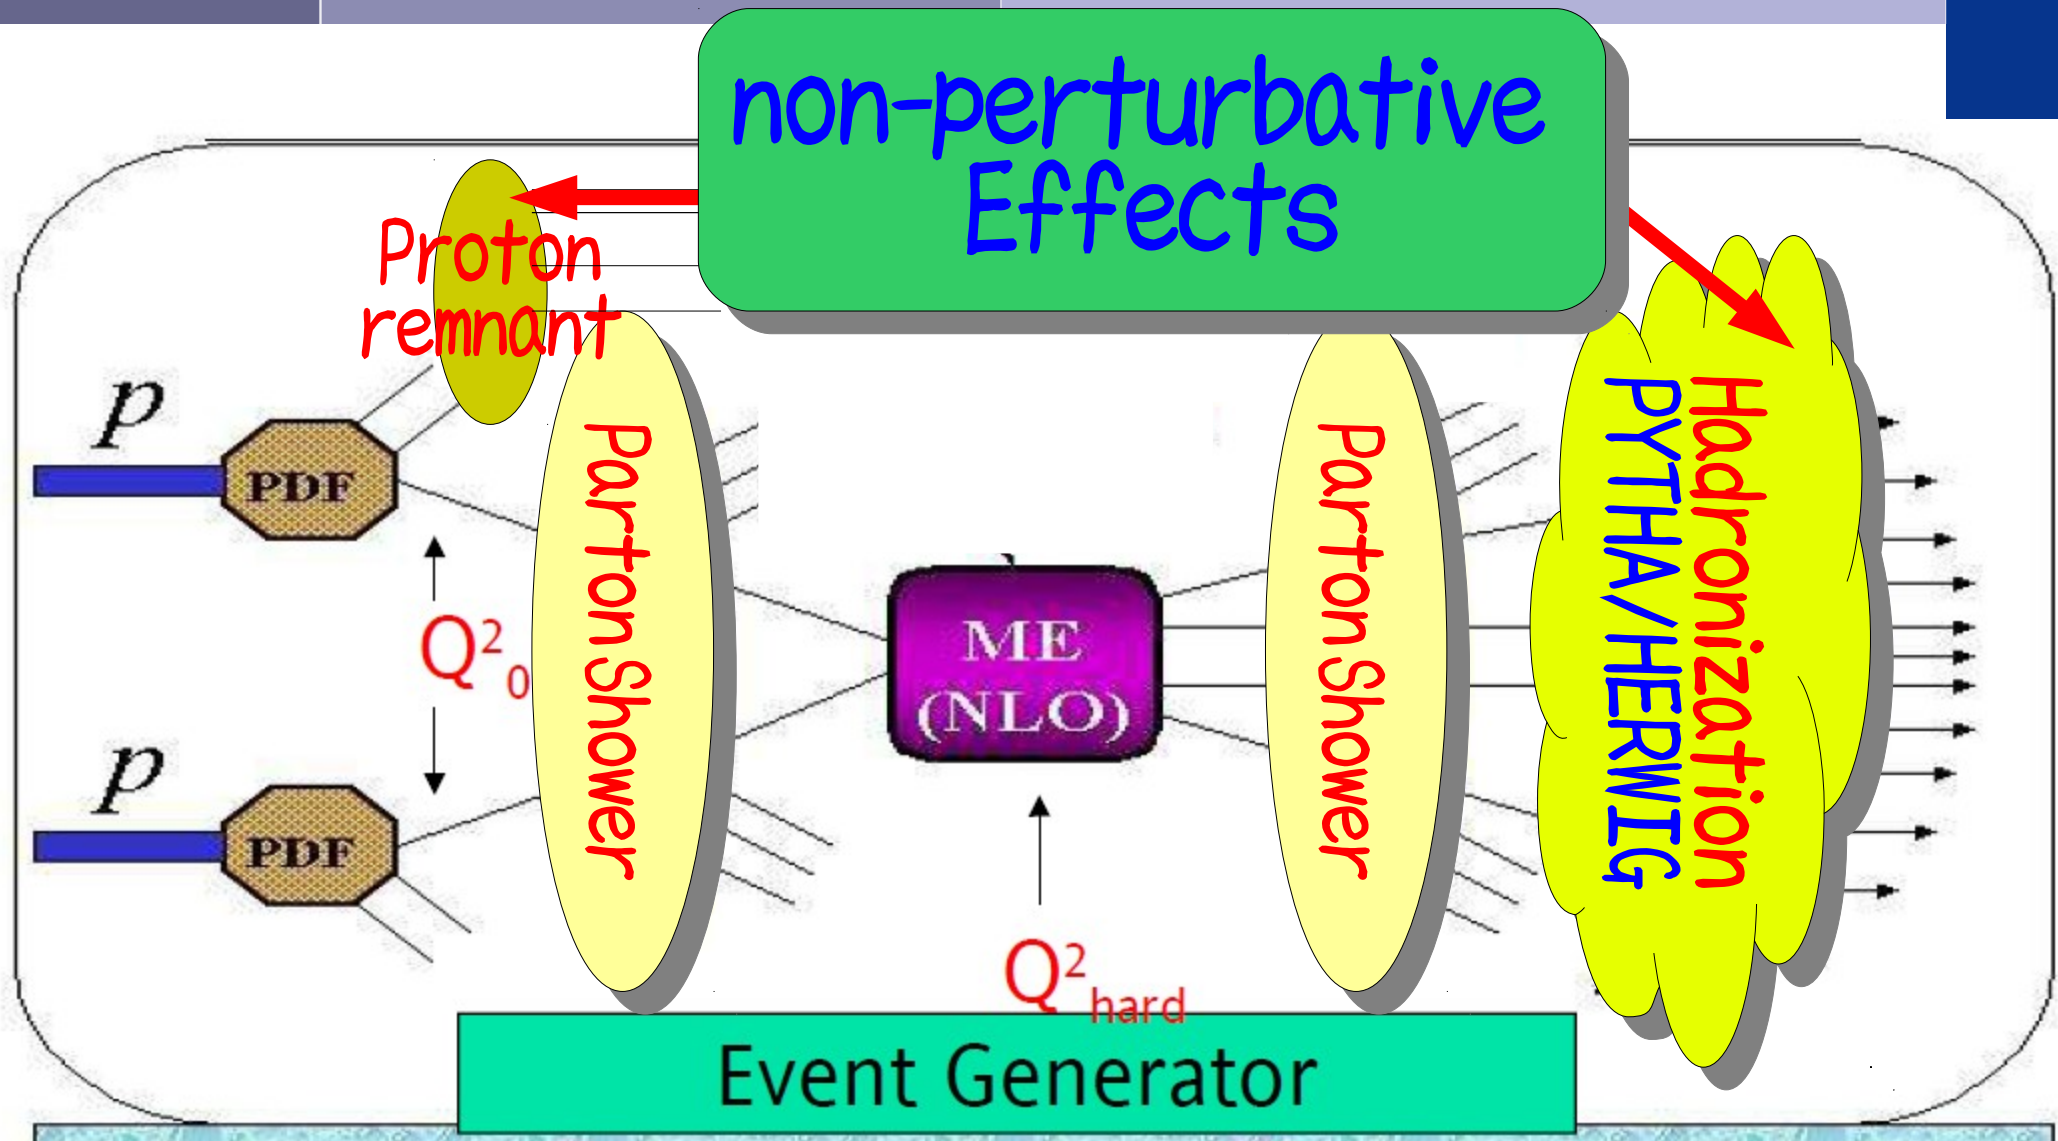 non-perturbative
Effects
Proton
remnant
p
PDF
Parton Shower
Q²₀
ME
(NLO)
Parton Shower
Hadronization
PYTHA/HERWIG
p
PDF
Q²hard
Event Generator